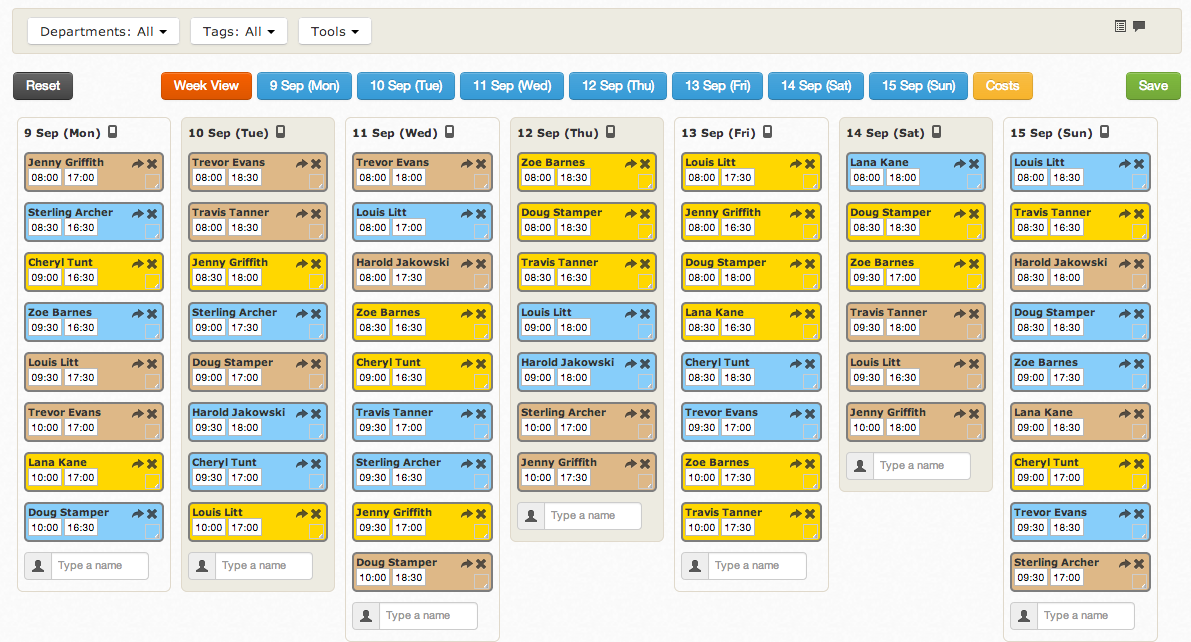 Departments: All
Tags: All
Tools
Reset
Week View
9 Sep (Mon)
10 Sep (Tue)
11 Sep (Wed)
12 Sep (Thu)
13 Sep (Fri)
14 Sep (Sat)
15 Sep (Sun)
Costs
Save
9 Sep (Mon)
Jenny Griffith
08:00 17:00
Sterling Archer
08:30 16:30
Cheryl Tunt
09:00 16:30
Zoe Barnes
09:30 16:30
Louis Litt
09:30 17:30
Trevor Evans
10:00 17:00
Lana Kane
10:00 17:00
Doug Stamper
10:00 16:30
Type a name
10 Sep (Tue)
Trevor Evans
08:00 18:30
Travis Tanner
08:00 18:30
Jenny Griffith
08:30 18:00
Sterling Archer
09:00 17:30
Doug Stamper
09:00 17:00
Harold Jakowski
09:30 18:00
Cheryl Tunt
09:30 17:00
Louis Litt
10:00 17:00
Type a name
11 Sep (Wed)
Trevor Evans
08:00 18:00
Louis Litt
08:00 17:00
Harold Jakowski
08:00 17:30
Zoe Barnes
08:30 16:30
Cheryl Tunt
09:00 16:30
Travis Tanner
09:30 17:00
Sterling Archer
09:30 16:30
Jenny Griffith
09:30 17:00
Doug Stamper
10:00 18:30
Type a name
12 Sep (Thu)
Zoe Barnes
08:00 18:30
Doug Stamper
08:00 18:30
Travis Tanner
08:30 16:30
Louis Litt
09:00 18:00
Harold Jakowski
09:00 18:00
Sterling Archer
10:00 17:00
Jenny Griffith
10:00 17:30
Type a name
13 Sep (Fri)
Louis Litt
08:00 17:30
Jenny Griffith
08:00 17:00
Doug Stamper
08:00 18:00
Lana Kane
08:30 16:30
Cheryl Tunt
08:30 18:30
Trevor Evans
09:30 17:00
Zoe Barnes
10:00 17:30
Travis Tanner
10:00 17:30
Type a name
14 Sep (Sat)
Lana Kane
08:00 18:00
Doug Stamper
08:30 18:30
Zoe Barnes
09:30 17:00
Travis Tanner
09:30 18:00
Louis Litt
09:30 16:30
Jenny Griffith
10:00 18:00
Type a name
15 Sep (Sun)
Louis Litt
08:00 18:30
Travis Tanner
08:00 16:30
Harold Jakowski
08:30 18:00
Doug Stamper
08:30 18:30
Zoe Barnes
09:00 17:30
Lana Kane
09:00 18:30
Cheryl Tunt
09:00 17:00
Trevor Evans
09:30 18:30
Sterling Archer
09:30 17:00
Type a name